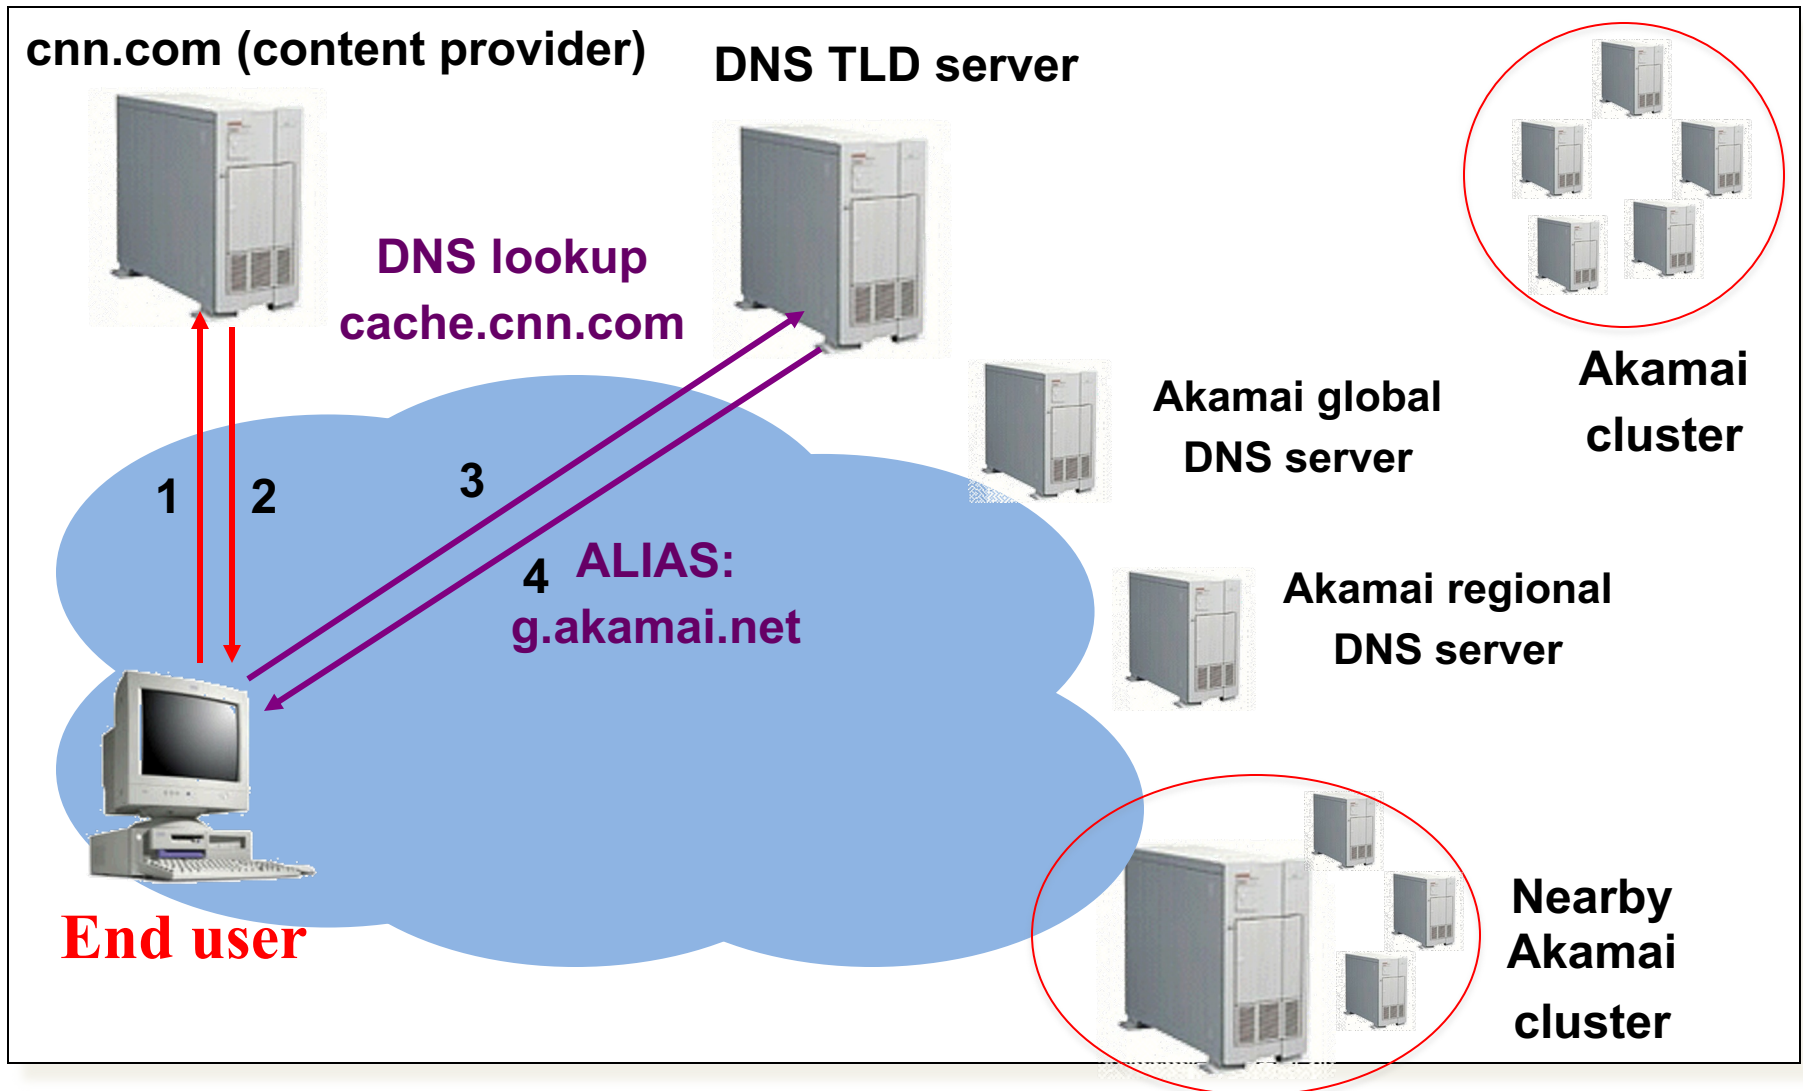 cnn.com (content provider)
DNS TLD server
DNS lookup
cache.cnn.com
Akamai global
DNS server
Akamai
cluster
1
2
3
4
ALIAS:
g.akamai.net
Akamai regional
DNS server
End user
Nearby
Akamai
cluster